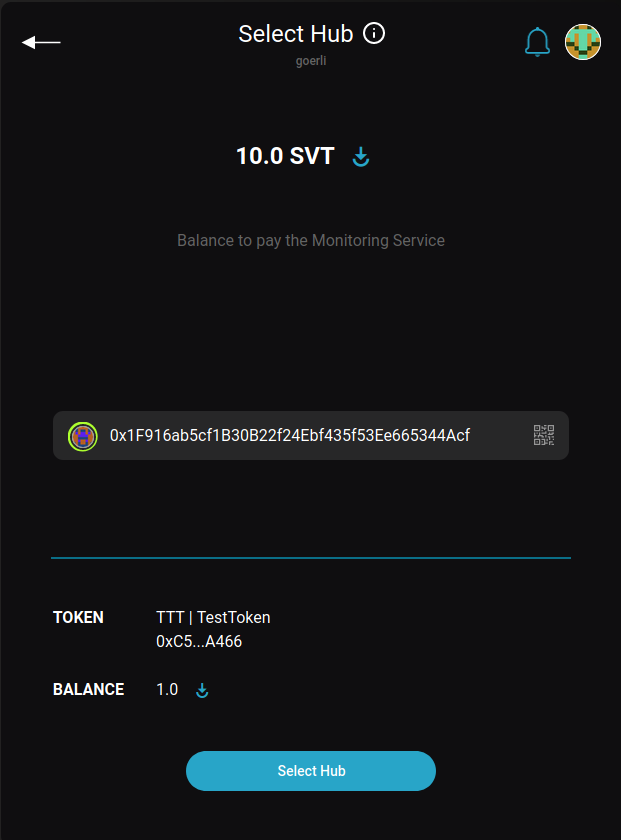 Select Hub
goerli
10.0 SVT
Balance to pay the Monitoring Service
0x1F916ab5cf1B30B22f24Ebf435f53Ee665344Acf
TOKEN TTT | TestToken
0xC5...A466
BALANCE 1.0
Select Hub